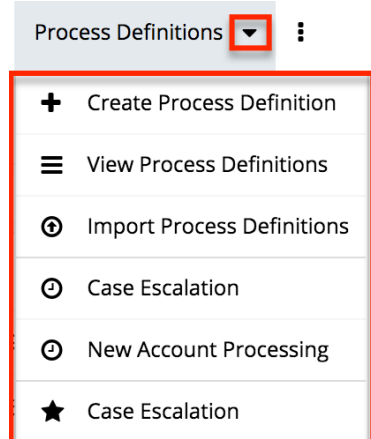 Process Definitions
Create Process Definition
View Process Definitions
Import Process Definitions
Case Escalation
New Account Processing
Case Escalation